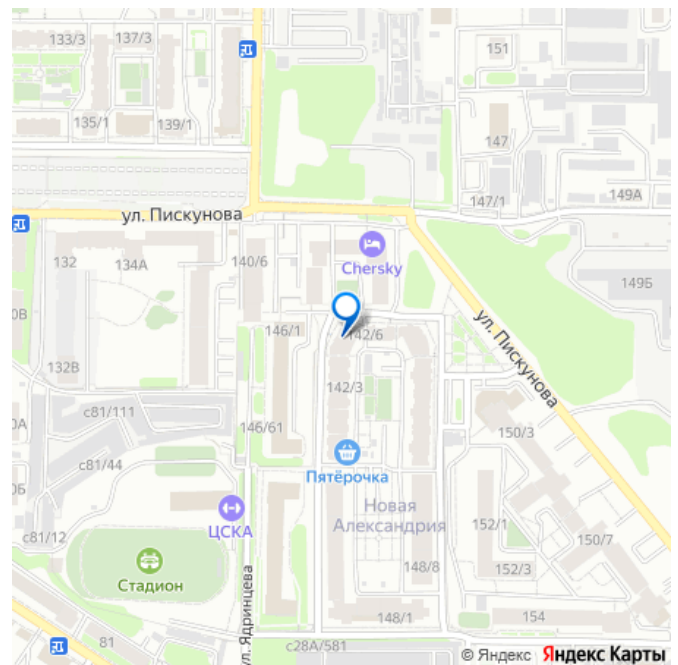 133/3
137/3
151
135/1
139/1
147
147/1
149А
ул. Пискунова
132
134А
140/6
Chersky
149Б
0В
146/1
142/6
ул. Пискунова
132В
142/3
с81/111
146/61
0А
150/3
с81/44
Пятёрочка
0Б
ЦСКА
Новая
Александрия
152/1
с81/12
150/7
Стадион
148/8
152/3
ул. Ядринцева
148/1
154
81
с28А/581
© Яндекс Яндекс Карты